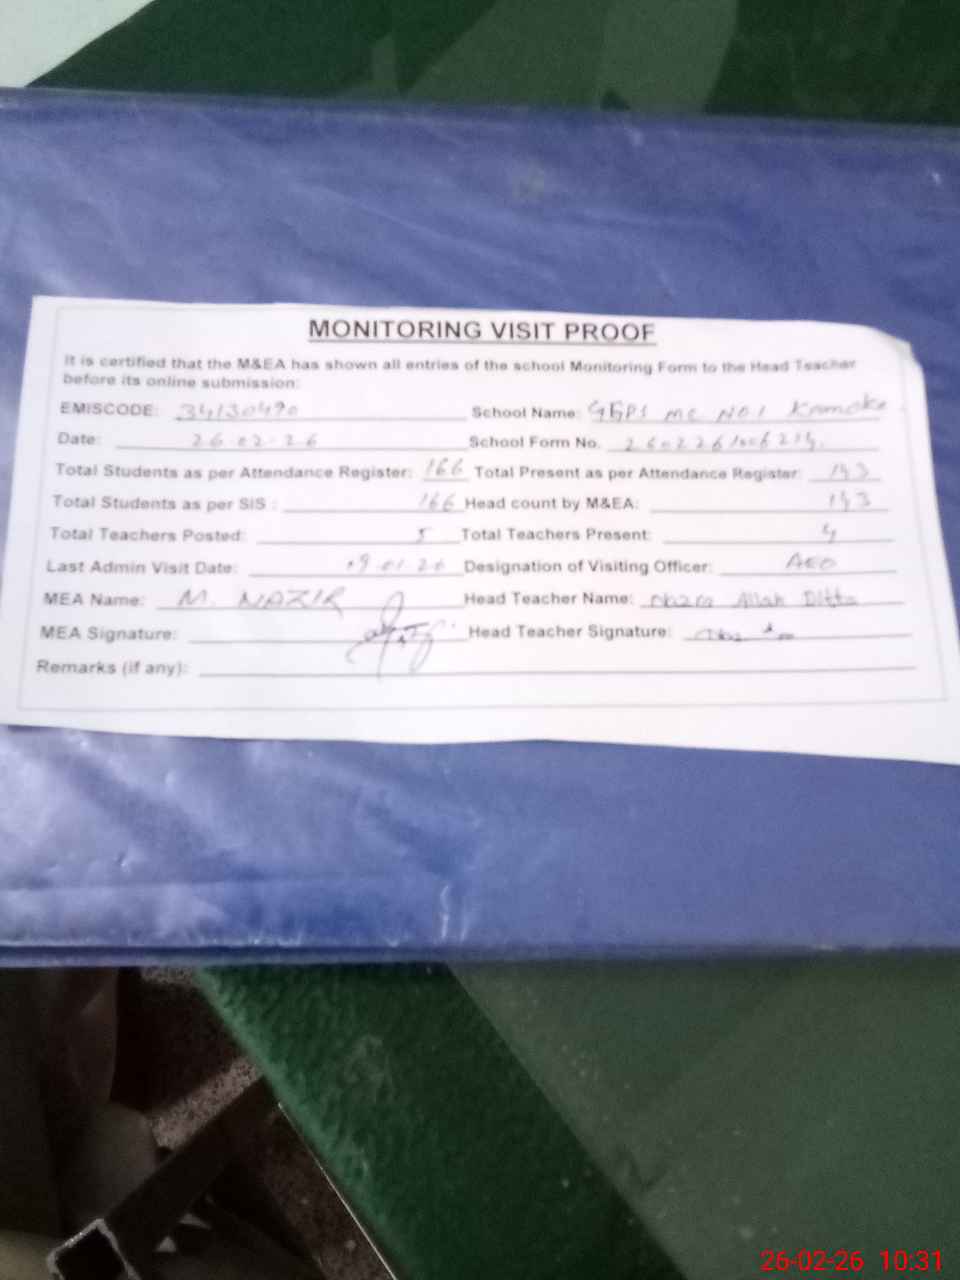 MONITORING VISIT PROOF
It is certified that the M&EA has shown all entries of the school Monitoring Form to the Head Teacher
before its online submission:
EMISCODE: 34130490 School Name: GGPS MC NO.1 Kamoke
Date: 26.02.26 School Form No.
Total Students as per Attendance Register: 166 Total Present as per Attendance Register: 143
Total Students as per SIS : 166 Head count by M&EA: 143
Total Teachers Posted: 5 Total Teachers Present: 4
Last Admin Visit Date: 19.01.26 Designation of Visiting Officer: AEO
MEA Name: M. NAZIR Head Teacher Name: Allah Ditta
MEA Signature: Head Teacher Signature:
Remarks (if any):
26-02-26 10:31